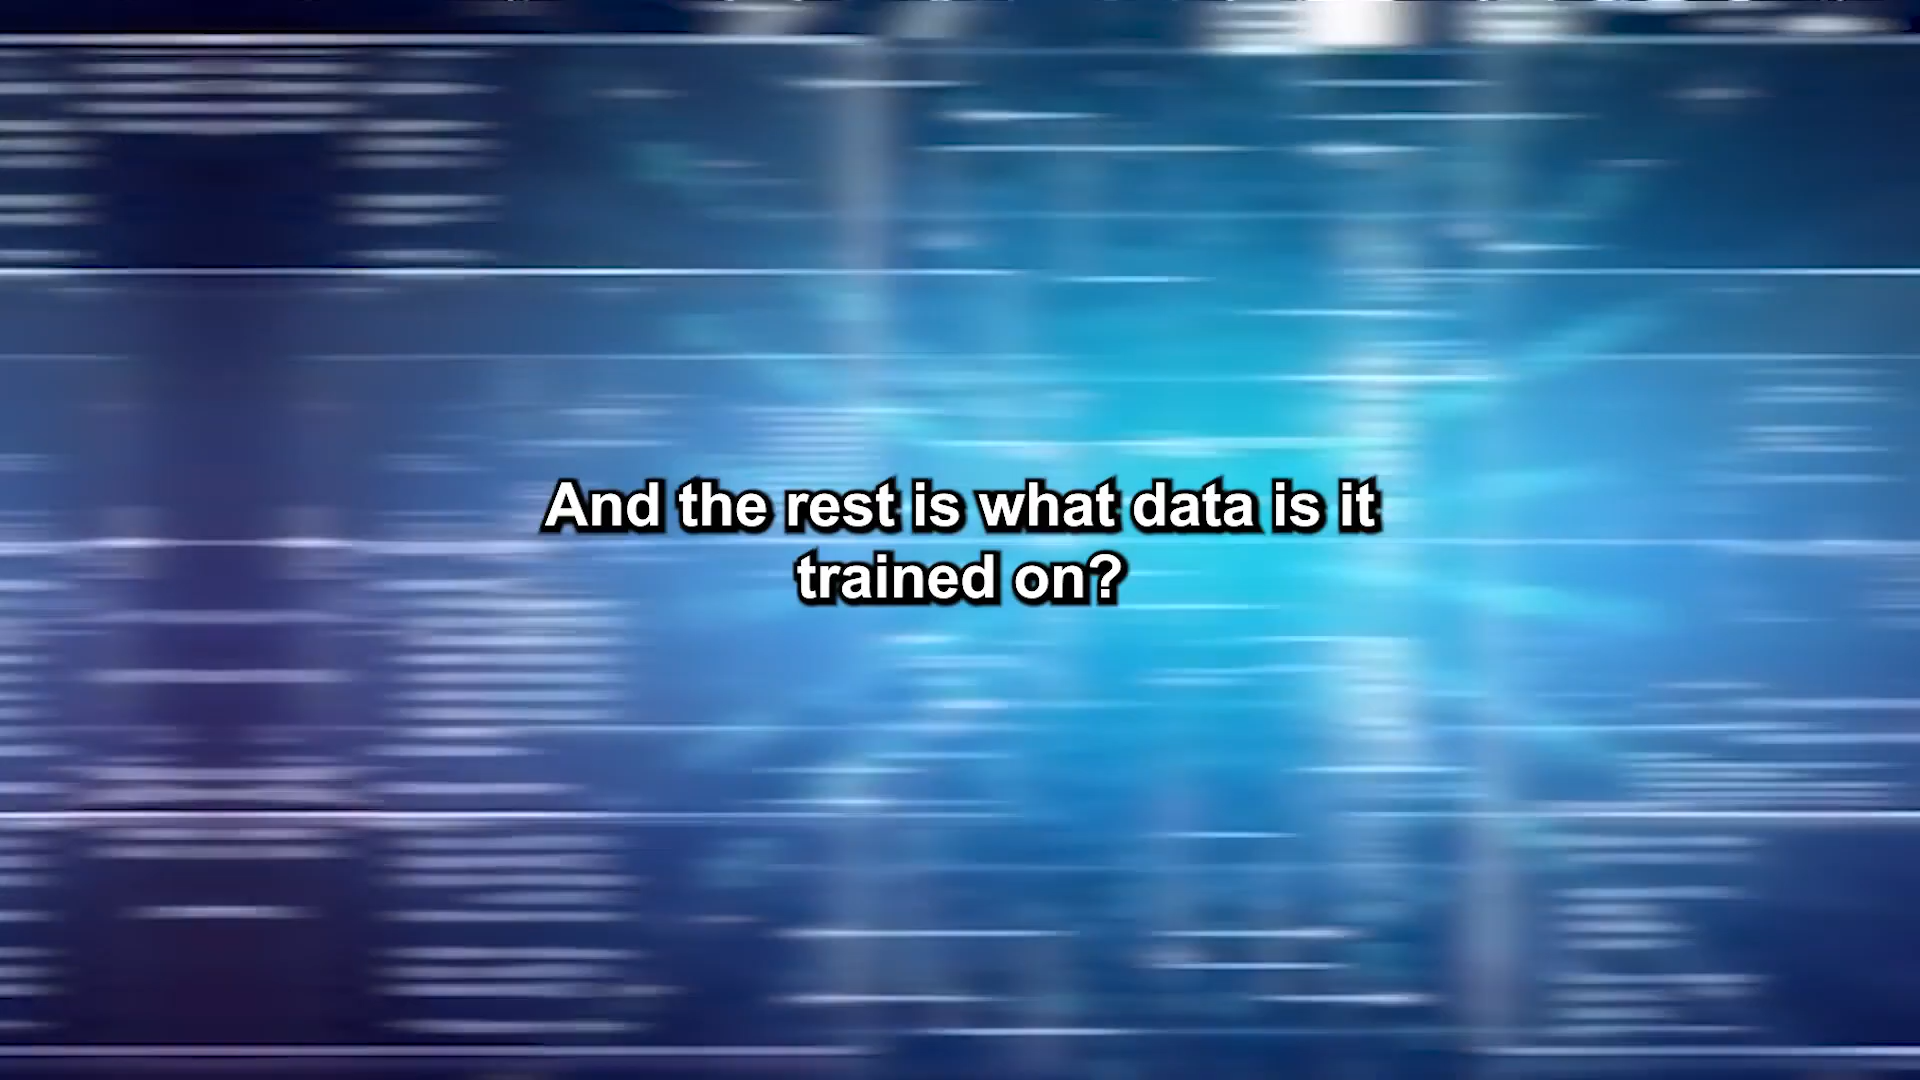 And the rest is what data is it
trained on?